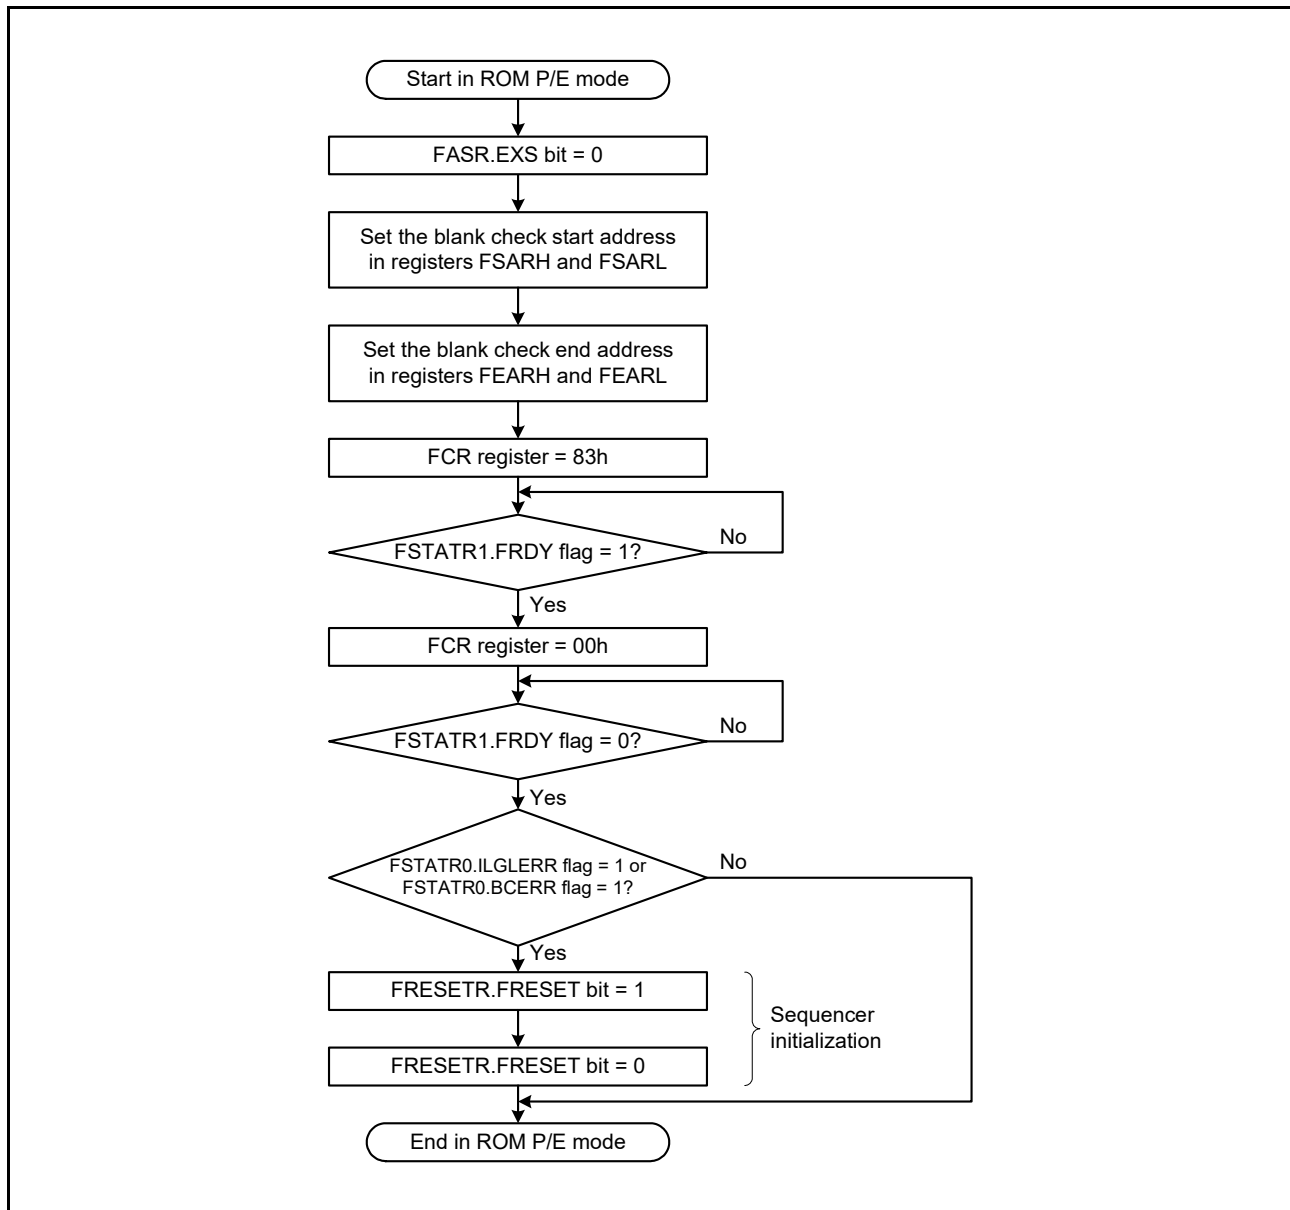 Start in ROM P/E mode
FASR.EXS bit = 0
Set the blank check start address
in registers FSARH and FSARL
Set the blank check end address
in registers FEARH and FEARL
FCR register = 83h
FSTATR1.FRDY flag = 1?
No
Yes
FCR register = 00h
FSTATR1.FRDY flag = 0?
No
Yes
FSTATR0.ILGLERR flag = 1 or
FSTATR0.BCERR flag = 1?
No
Yes
FRESETR.FRESET bit = 1
Sequencer
initialization
FRESETR.FRESET bit = 0
End in ROM P/E mode